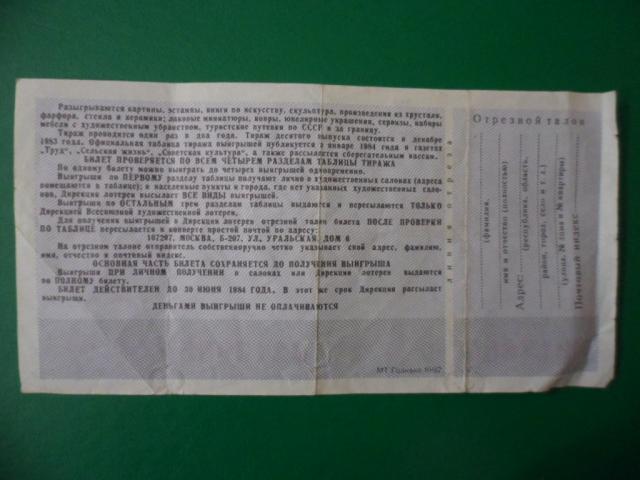 Разыгрываются картины, эстампы, книги по искусству, скульптура, произведения из хрусталя,
фарфора, стекла и керамики; лаковые миниатюры, ковры, ювелирные украшения, сервизы, наборы
мебели с художественным убранством, туристские путевки по СССР и за границу.
Тираж проводится один раз в два года. Тираж десятого выпуска состоится в декабре
1983 года. Официальная таблица тиража выигрышей публикуется в январе 1984 года в газетах
„Труд", „Сельская жизнь", „Советская культура", а также рассылается сберегательным кассам.
БИЛЕТ ПРОВЕРЯЕТСЯ ПО ВСЕМ ЧЕТЫРЕМ РАЗДЕЛАМ ТАБЛИЦЫ ТИРАЖА
По одному билету можно выиграть до четырех выигрышей одновременно.
Выигрыши по ПЕРВОМУ разделу таблицы получают лично в художественных салонах (адреса
помещаются в таблице); в населенные пункты и города, где нет указанных художественных сало-
нов, Дирекция лотереи высылает ВСЕ ВИДЫ выигрышей.
Выигрыши по ОСТАЛЬНЫМ трем разделам таблицы выдаются и пересылаются ТОЛЬКО
Дирекцией Всесоюзной художественной лотереи.
Для получения выигрышей в Дирекции лотереи отрезной талон билета ПОСЛЕ ПРОВЕРКИ
ПО ТАБЛИЦЕ пересылается в конверте простой почтой по адресу:
107207, МОСКВА, Б-207, УЛ. УРАЛЬСКАЯ, ДОМ 6
На отрезном талоне отправитель собственноручно четко указывает свой адрес, фамилию,
имя, отчество и почтовый индекс.
ОСНОВНАЯ ЧАСТЬ БИЛЕТА СОХРАНЯЕТСЯ ДО ПОЛУЧЕНИЯ ВЫИГРЫША
Выигрыши ПРИ ЛИЧНОМ ПОЛУЧЕНИИ в салонах или Дирекции лотереи выдаются
по ПОЛНОМУ билету.
БИЛЕТ ДЕЙСТВИТЕЛЕН ДО 30 ИЮНЯ 1984 ГОДА. В этот же срок Дирекция рассылает
выигрыши.
ДЕНЬГАМИ ВЫИГРЫШИ НЕ ОПЛАЧИВАЮТСЯ
МТ Гознака 1982
линия отреза
Отрезной талон
(фамилия,
имя и отчество (полностью)
Адрес:
(республика, область,
район, город, село и т. д.)
(улица, № дома и № квартиры)
Почтовый индекс